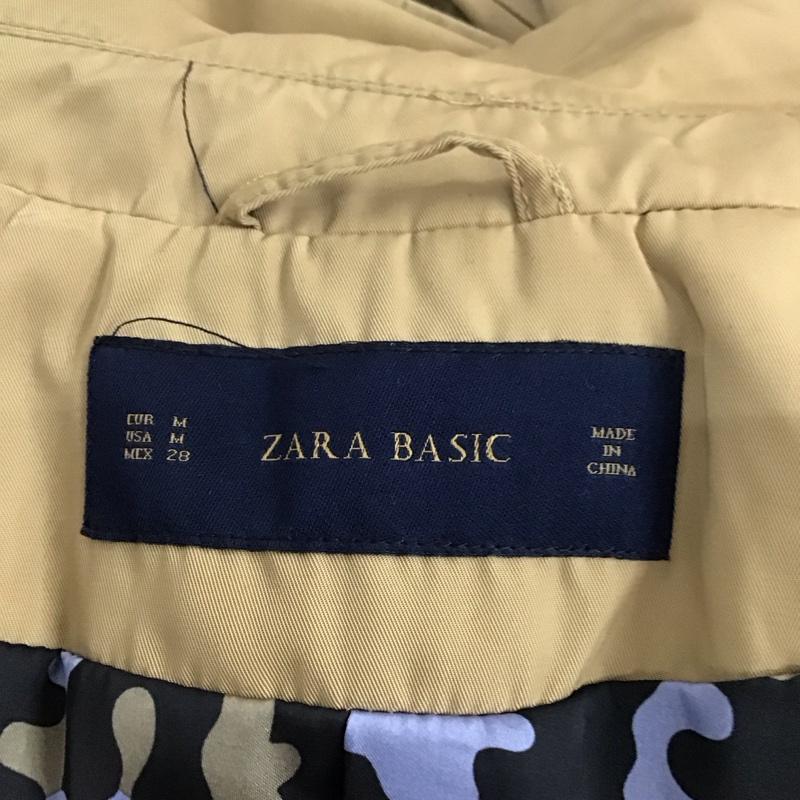 EUR M
USA M
MEX 28
ZARA BASIC
MADE
IN
CHINA